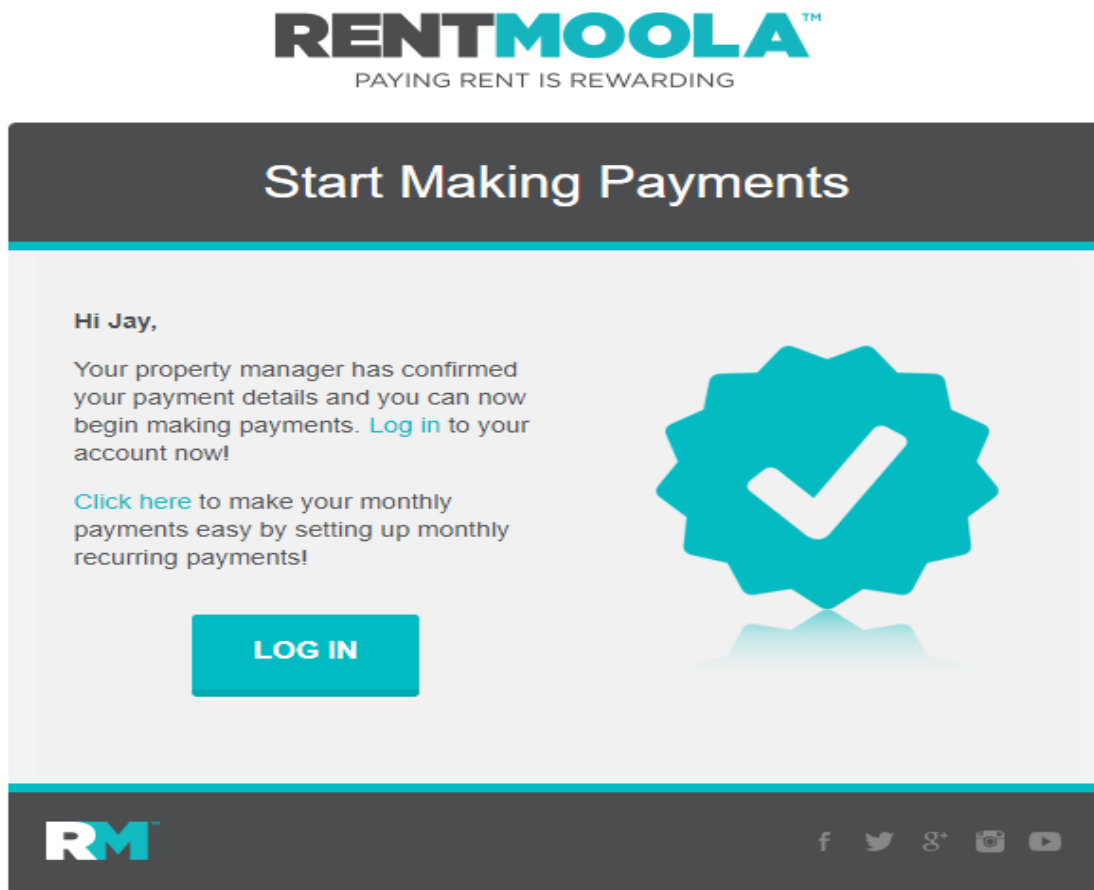 RENTMOOLA™
PAYING RENT IS REWARDING
Start Making Payments
Hi Jay,
Your property manager has confirmed
your payment details and you can now
begin making payments. Log in to your
account now!
Click here to make your monthly
payments easy by setting up monthly
recurring payments!
LOG IN
RM™
f g+